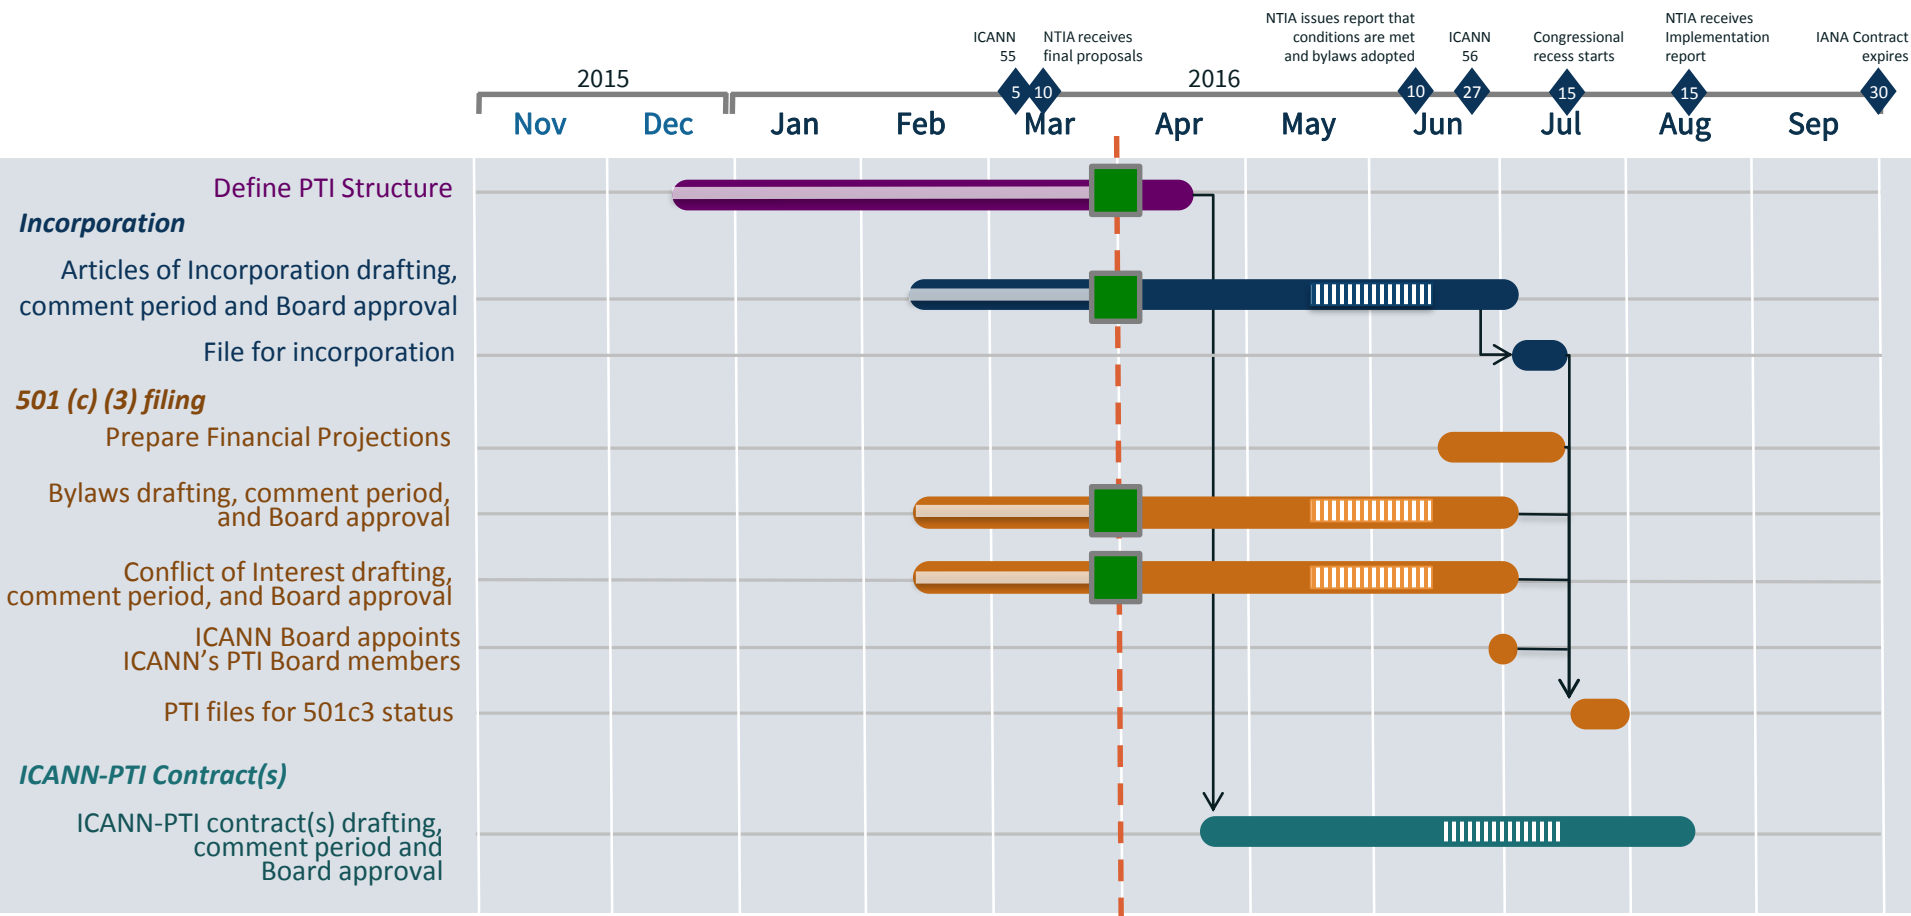 NTIA issues report that
conditions are met
and bylaws adopted
NTIA receives
Implementation
report
ICANN
55
NTIA receives
final proposals
ICANN
56
Congressional
recess starts
IANA Contract
expires
2015
2016
5
10
10
27
15
15
30
Nov
Dec
Jan
Feb
Mar
Apr
May
Jun
Jul
Aug
Sep
Define PTI Structure
Incorporation
Articles of Incorporation drafting,
comment period and Board approval
File for incorporation
501 (c) (3) filing
Prepare Financial Projections
Bylaws drafting, comment period,
and Board approval
Conflict of Interest drafting,
comment period, and Board approval
ICANN Board appoints
ICANN’s PTI Board members
PTI files for 501c3 status
ICANN-PTI Contract(s)
ICANN-PTI contract(s) drafting,
comment period and
Board approval